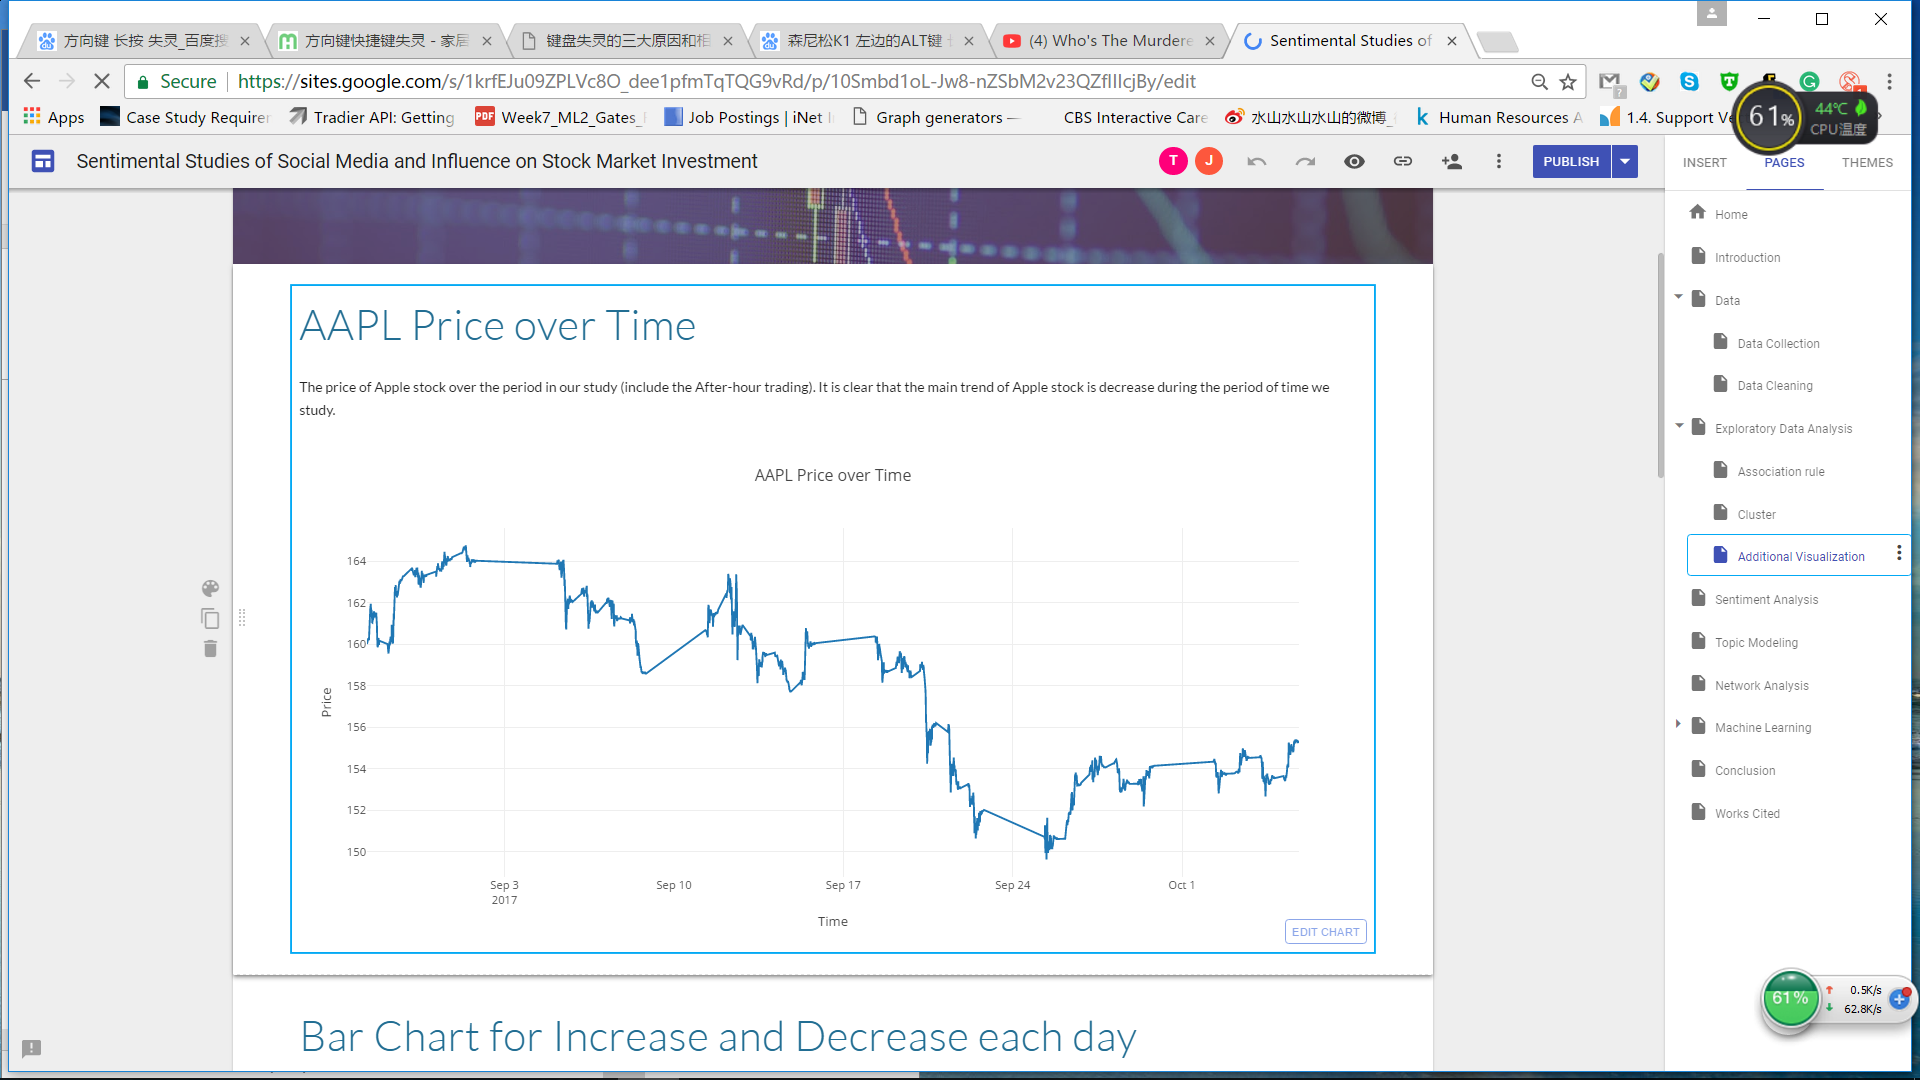 方向键 长按 失灵_百度搜
方向键快捷键失灵 - 家居
键盘失灵的三大原因和相
森尼松K1 左边的ALT键
(4) Who's The Murdere
Sentimental Studies of
Secure
https://sites.google.com/s/1krfEJu09ZPLVc8O_dee1pfmTqTQG9vRd/p/10Smbd1oL-Jw8-nZSbM2v23QZfIIIcjBy/edit
Apps
Case Study Requirer
Tradier API: Getting
PDF
Week7_ML2_Gates_
Job Postings | iNet I
Graph generators —
CBS Interactive Care
水山水山水山的微博_
Human Resources A
1.4. Support Ve
61%
44℃
CPU温度
Sentimental Studies of Social Media and Influence on Stock Market Investment
T
J
PUBLISH
INSERT
PAGES
THEMES
Home
Introduction
Data
Data Collection
Data Cleaning
Exploratory Data Analysis
Association rule
Cluster
Additional Visualization
Sentiment Analysis
Topic Modeling
Network Analysis
Machine Learning
Conclusion
Works Cited
AAPL Price over Time
The price of Apple stock over the period in our study (include the After-hour trading). It is clear that the main trend of Apple stock is decrease during the period of time we
study.
AAPL Price over Time
164
162
160
158
156
154
152
150
Price
Sep 3
2017
Sep 10
Sep 17
Sep 24
Oct 1
Time
EDIT CHART
Bar Chart for Increase and Decrease each day
61%
0.5K/s
62.8K/s